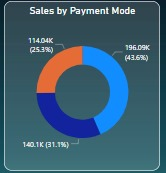 Sales by Payment Mode
114.04K
(25.3%)
196.09K
(43.6%)
140.1K (31.1%)